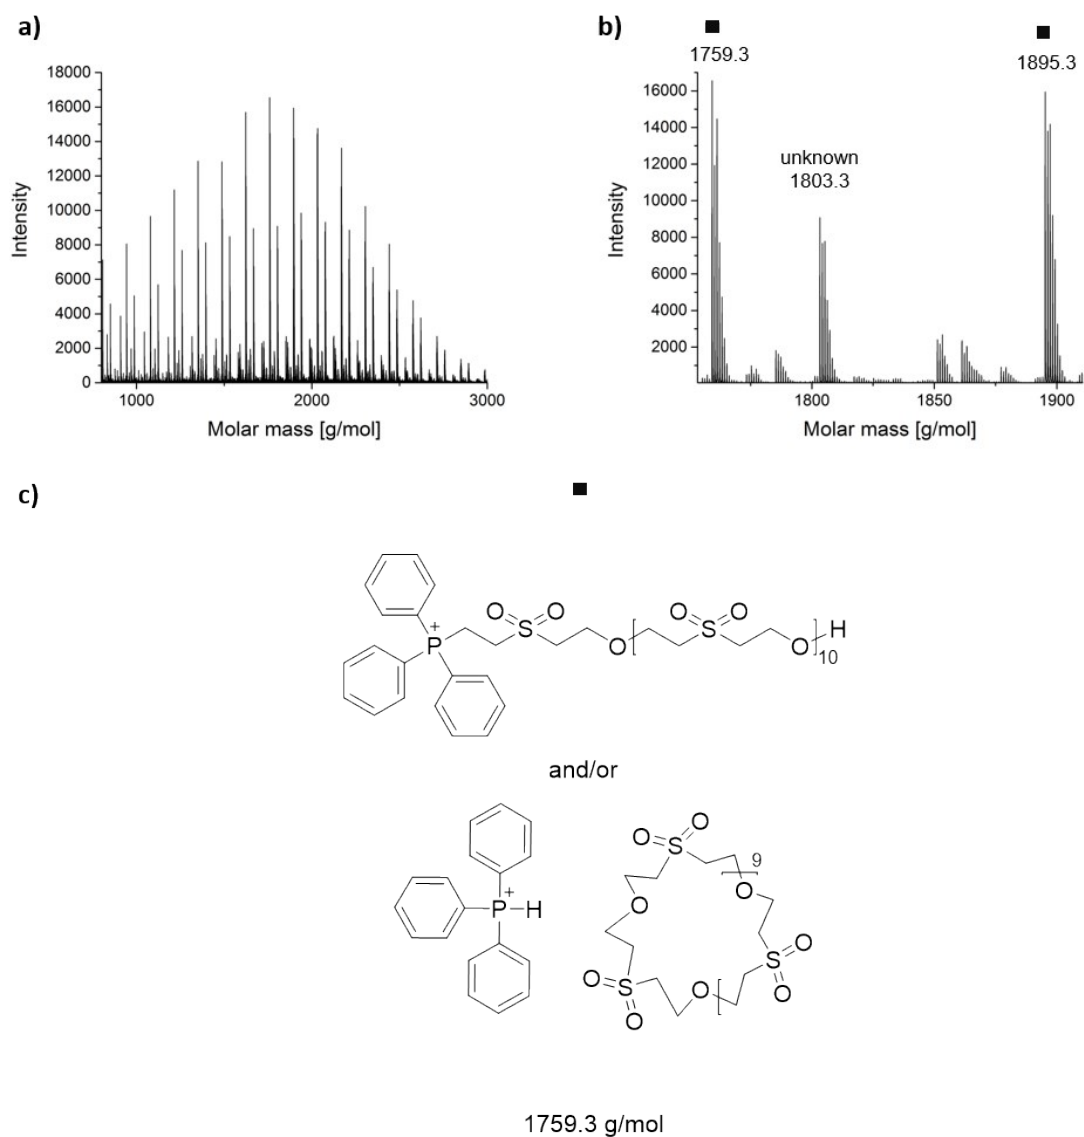 a)
18000
16000
14000
12000
10000
8000
6000
4000
2000
0
Intensity
1000
2000
3000
Molar mass [g/mol]
b)
1759.3
1895.3
unknown
1803.3
16000
14000
12000
10000
8000
6000
4000
2000
Intensity
1800
1850
1900
Molar mass [g/mol]
c)
O O O O
S S H
+
P O O
10
and/or
O O
S 9
+
P H O O
O
S O
O S O
O
O
1759.3 g/mol